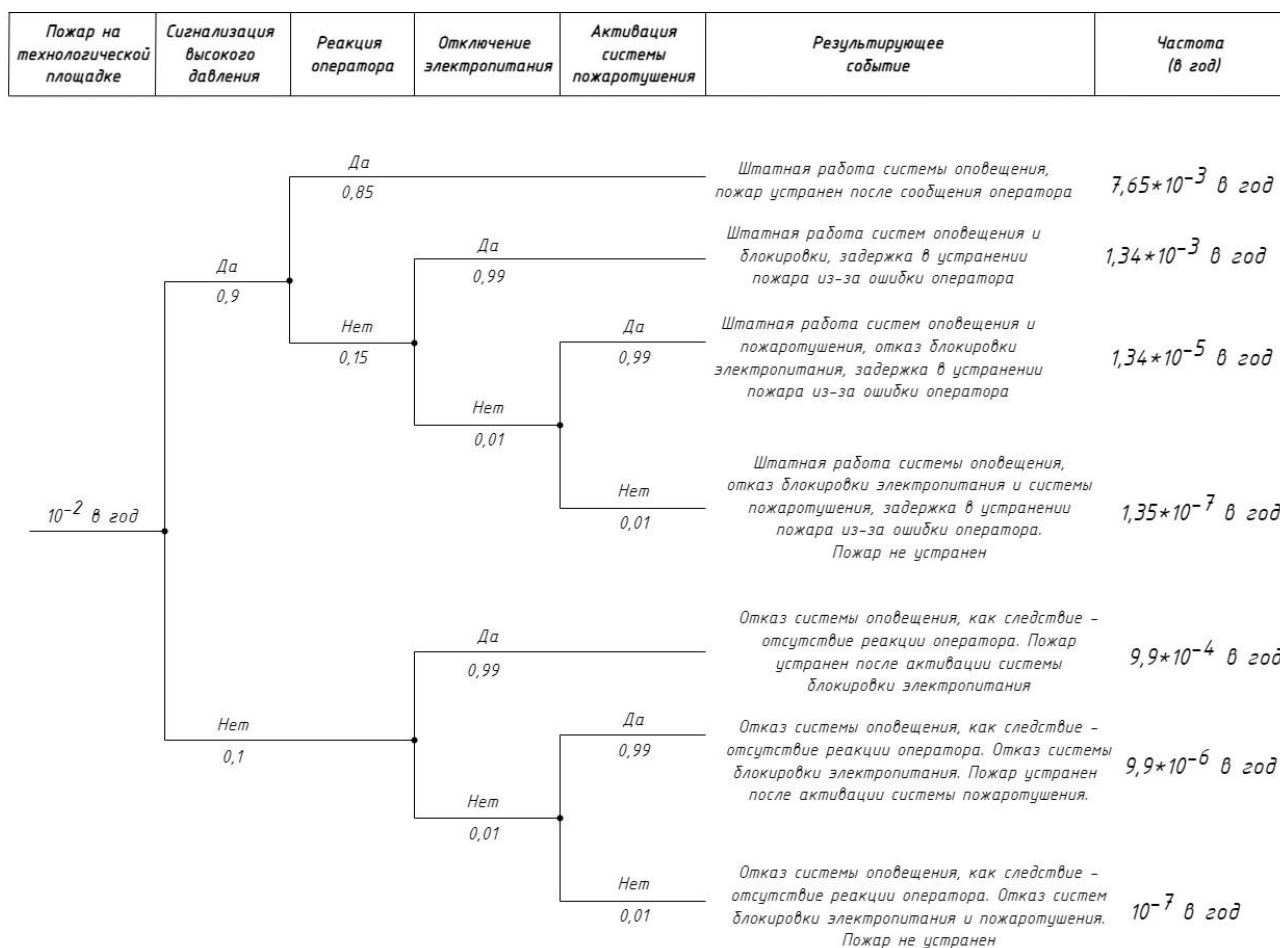 Пожар на
технологической
площадке
Сигнализация
высокого
давления
Реакция
оператора
Отключение
электропитания
Активация
системы
пожаротушения
Результирующее
событие
Частота
(в год)
Да
0,85
Штатная работа системы оповещения,
пожар устранен после сообщения оператора
7,65*10⁻³ в год
Да
0,99
Штатная работа систем оповещения и
блокировки, задержка в устранении
пожара из-за ошибки оператора
1,34*10⁻³ в год
Да
0,9
Нет
0,15
Да
0,99
Штатная работа систем оповещения и
пожаротушения, отказ блокировки
электропитания, задержка в устранении
пожара из-за ошибки оператора
1,34*10⁻⁵ в год
Нет
0,01
Нет
0,01
Штатная работа системы оповещения,
отказ блокировки электропитания и системы
пожаротушения, задержка в устранении
пожара из-за ошибки оператора.
Пожар не устранен
1,35*10⁻⁷ в год
10⁻² в год
Да
0,99
Отказ системы оповещения, как следствие -
отсутствие реакции оператора. Пожар
устранен после активации системы
блокировки электропитания
9,9*10⁻⁴ в год
Нет
0,1
Да
0,99
Отказ системы оповещения, как следствие -
отсутствие реакции оператора. Отказ системы
блокировки электропитания. Пожар устранен
после активации системы пожаротушения.
9,9*10⁻⁶ в год
Нет
0,01
Нет
0,01
Отказ системы оповещения, как следствие -
отсутствие реакции оператора. Отказ систем
блокировки электропитания и пожаротушения.
Пожар не устранен
10⁻⁷ в год